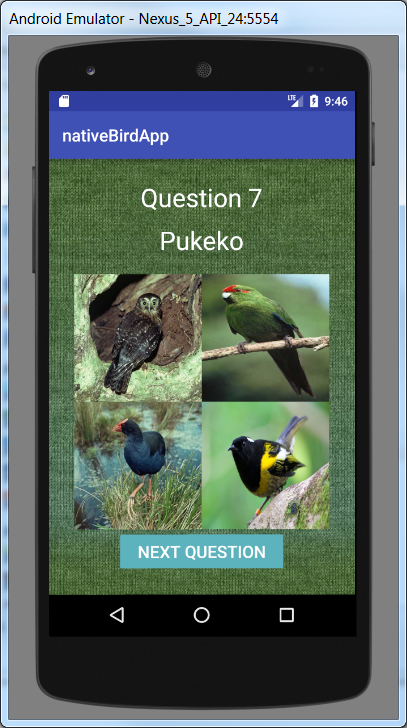 Android Emulator - Nexus_5_API_24:5554
LTE 9:46
nativeBirdApp
Question 7
Pukeko
NEXT QUESTION